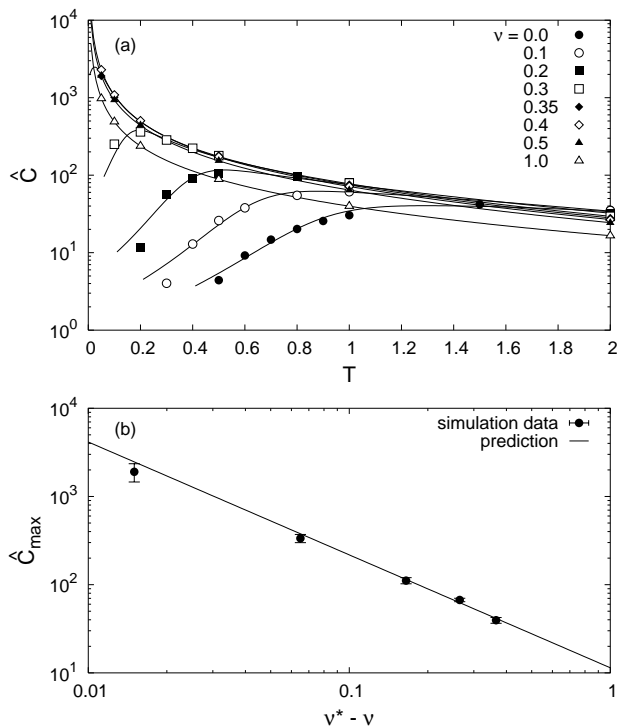 (a)
ν = 0.0
0.1
0.2
0.3
0.35
0.4
0.5
1.0
10^4
10^3
10^2
10^1
10^0
Ĉ
0 0.2 0.4 0.6 0.8 1 1.2 1.4 1.6 1.8 2
T
(b)
simulation data
prediction
10^4
10^3
10^2
10^1
Ĉmax
0.01 0.1 1
ν* - ν